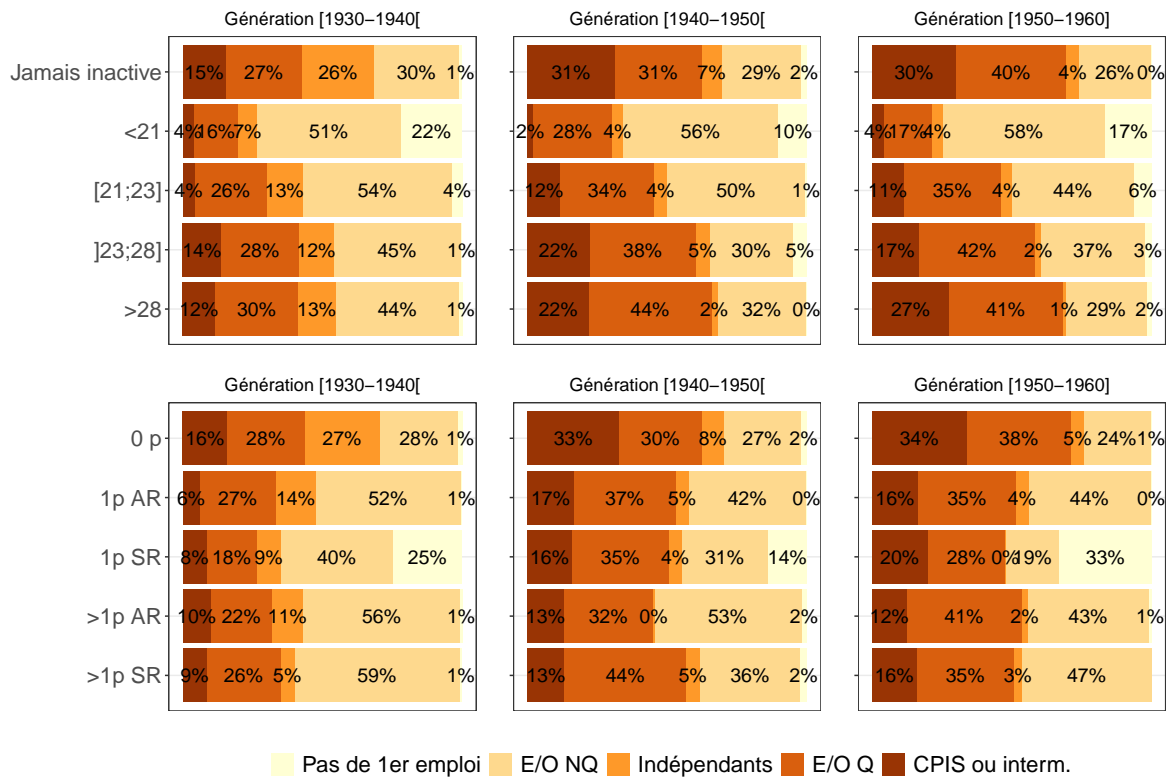 Génération [1930−1940[ Génération [1940−1950[ Génération [1950−1960]
Jamais inactive 15% 27% 26% 30% 1% 31% 31% 7% 29% 2% 30% 40% 4% 26% 0%
<21 4% 16% 7% 51% 22% 2% 28% 4% 56% 10% 4% 17% 4% 58% 17%
[21;23] 4% 26% 13% 54% 4% 12% 34% 4% 50% 1% 11% 35% 4% 44% 6%
]23;28] 14% 28% 12% 45% 1% 22% 38% 5% 30% 5% 17% 42% 2% 37% 3%
>28 12% 30% 13% 44% 1% 22% 44% 2% 32% 0% 27% 41% 1% 29% 2%
Génération [1930−1940[ Génération [1940−1950[ Génération [1950−1960]
0 p 16% 28% 27% 28% 1% 33% 30% 8% 27% 2% 34% 38% 5% 24% 1%
1p AR 6% 27% 14% 52% 1% 17% 37% 5% 42% 0% 16% 35% 4% 44% 0%
1p SR 8% 18% 9% 40% 25% 16% 35% 4% 31% 14% 20% 28% 0% 19% 33%
>1p AR 10% 22% 11% 56% 1% 13% 32% 0% 53% 2% 12% 41% 2% 43% 1%
>1p SR 9% 26% 5% 59% 1% 13% 44% 5% 36% 2% 16% 35% 3% 47%
Pas de 1er emploi E/O NQ Indépendants E/O Q CPIS ou interm.